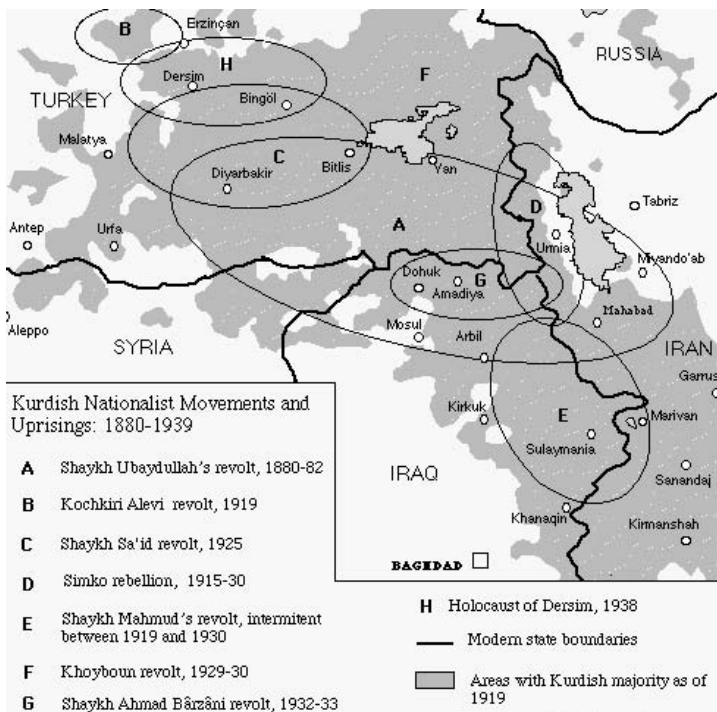 B
Erzinçan
RUSSIA
H
F
Dersim
TURKEY
Bingöl
Malatya
C
Bitlis
Yan
Diyarbakir
D
Tabriz
A
Antep
Urfa
Urmia
Miyando'ab
Dohuk
G
Amadiya
Mahabad
Aleppo
Mosul
SYRIA
Arbil
IRAN
Garrus
Kirkuk
E
Marivan
Sulaymania
IRAQ
Sanandaj
Khanaqin
Kirmanshah
BAGHDAD
Kurdish Nationalist Movements and
Uprisings: 1880-1939
A Shaykh Ubaydullah's revolt, 1880-82
B Kochkiri Alevi revolt, 1919
C Shaykh Sa'id revolt, 1925
D Simko rebellion, 1915-30
E Shaykh Mahmud's revolt, intermitent
between 1919 and 1930
F Khoyboun revolt, 1929-30
G Shaykh Ahmad Bârzâni revolt, 1932-33
H Holocaust of Dersim, 1938
Modern state boundaries
Areas with Kurdish majority as of
1919